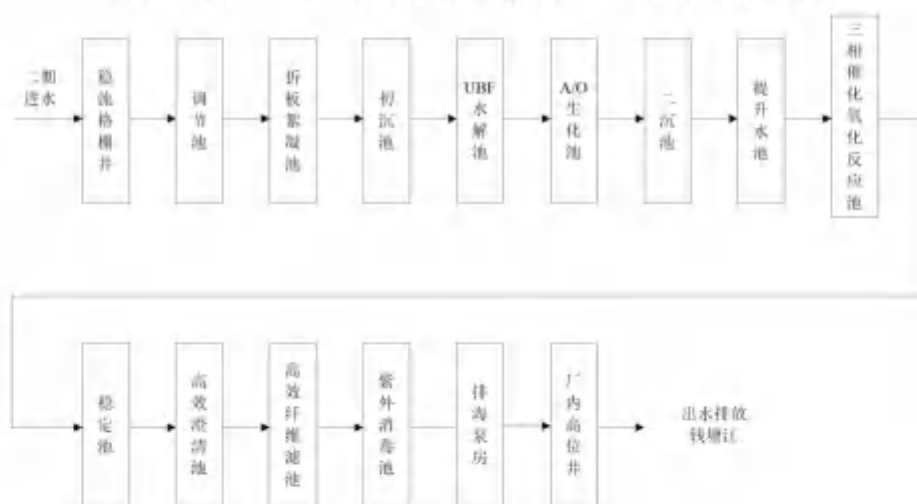 二期
进水
稳流格栅井
调节池
折板絮凝池
初沉池
UBF
水解池
A/O
生化池
二沉池
提升水池
三相催化氧化反应池
稳定池
高效澄清池
高效纤维滤池
紫外消毒池
排海泵房
厂内高位井
出水排放
钱塘江